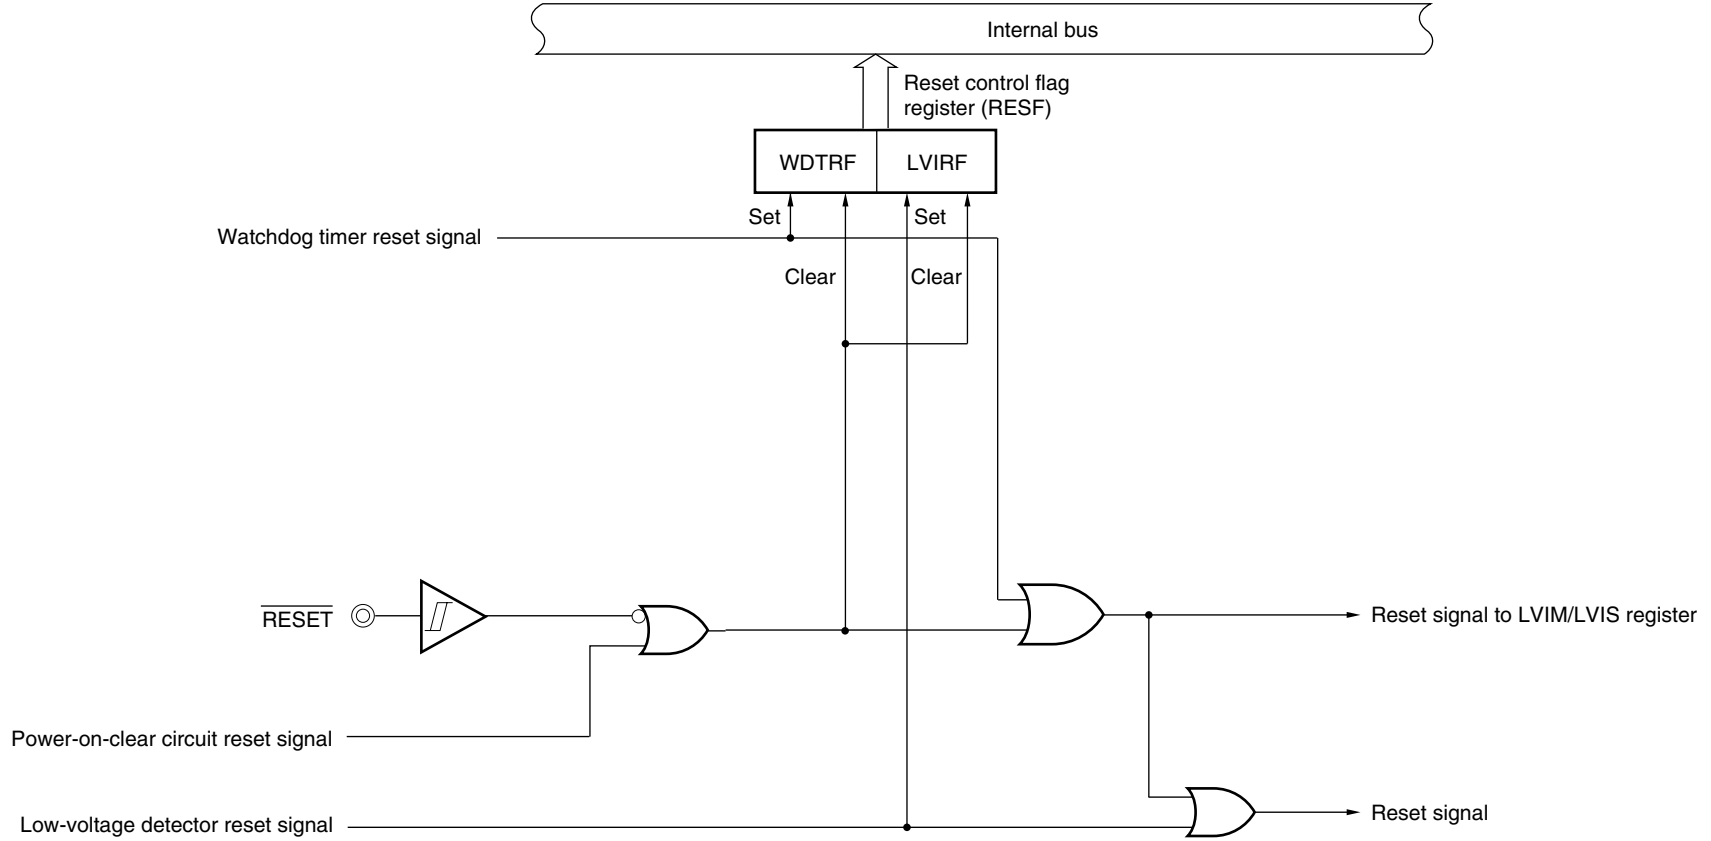 Internal bus
Reset control flag
register (RESF)
WDTRF
LVIRF
Set
Set
Watchdog timer reset signal
Clear
Clear
RESET
Reset signal to LVIM/LVIS register
Power-on-clear circuit reset signal
Low-voltage detector reset signal
Reset signal